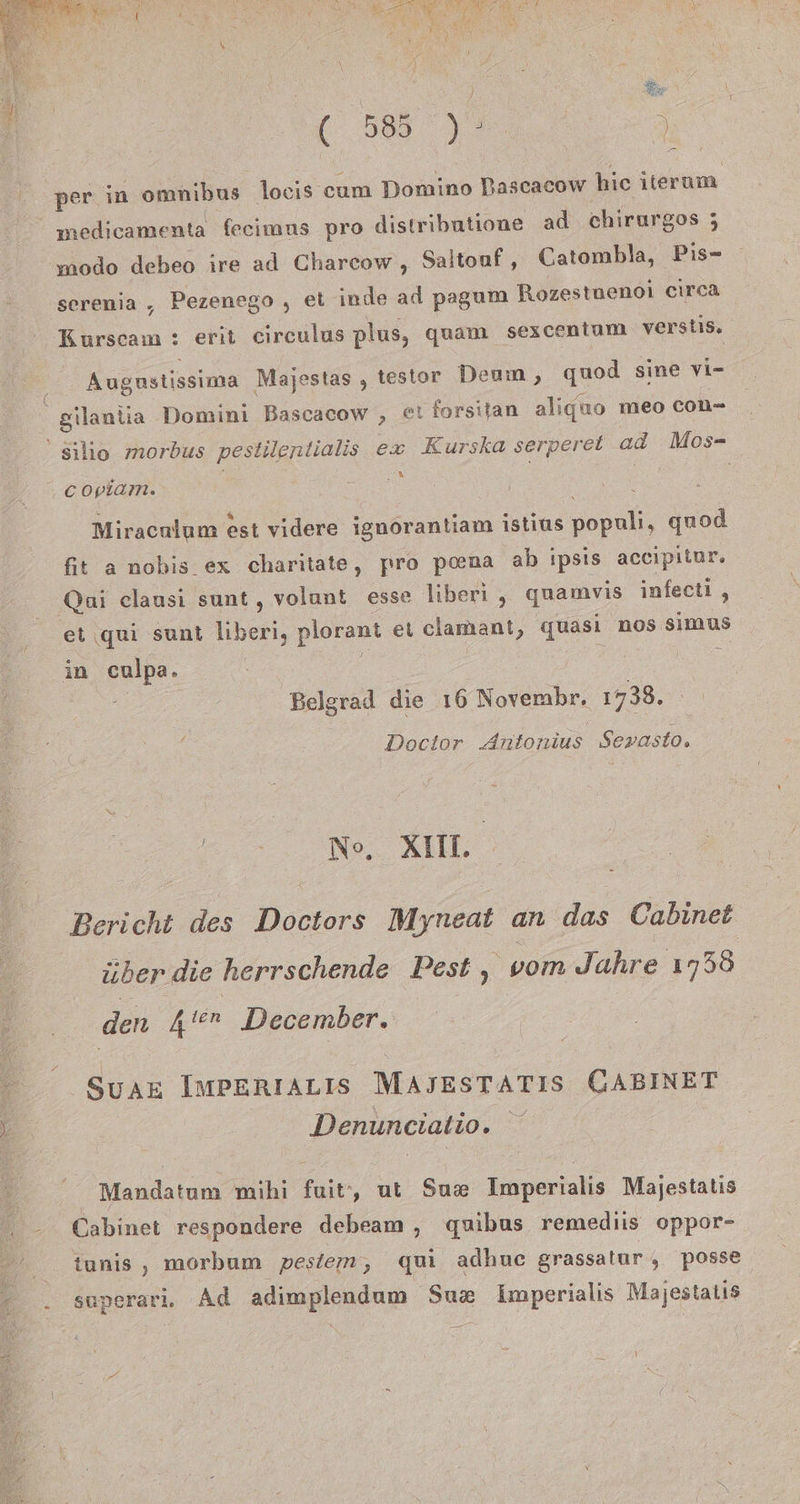 ( 585 )
per in omnibus locis cum Domino Bascacow hic iterum
medicamenta fecimus pro distributione ad chirurgos ;
modo debeo ire ad Charcow , Saltouf , Catombla, Pis-
serenia , Pezenego , et inde ad pagum Rozestuenoi circa
Kurscam : erit circulus plus, quam sexcentum verstis.
Augustissima Majestas , testor Deum , quod sine vi-
gilantia Domini Bascacow , et forsitan aliquo meo con-
silio morbus pestilentialis ex Kurska serperet ad Mos-
coviam.
Miraculum est videre ignorantiam istius populi, quod
fit a nobis ex charitate, pro pœna ab ipsis accipitur.
Qui clausi sunt , volunt esse liberi , quamvis infecti ,
et qui sunt liberi, plorant et clamant, quasi nos simus
in culpa.
Belgrad die 16 Novembr. 1738.
Doctor Antonius Sevasto.
No. XIII.
Bericht des Doctors Myneat an das Cabinet
über die herrschende Pest , vom Jahre 1738
den 4ten December.
SUAE IMPERIALIS MAJESTATIS CABINET
Denunciatio.
Mandatum mihi fuit, ut Suæ Imperialis Majestatis
Cabinet respondere debeam , quibus remediis oppor-
tunis , morbum pestem , qui adhuc grassatur , posse
superari. Ad adimplendum Suæ Imperialis Majestatis